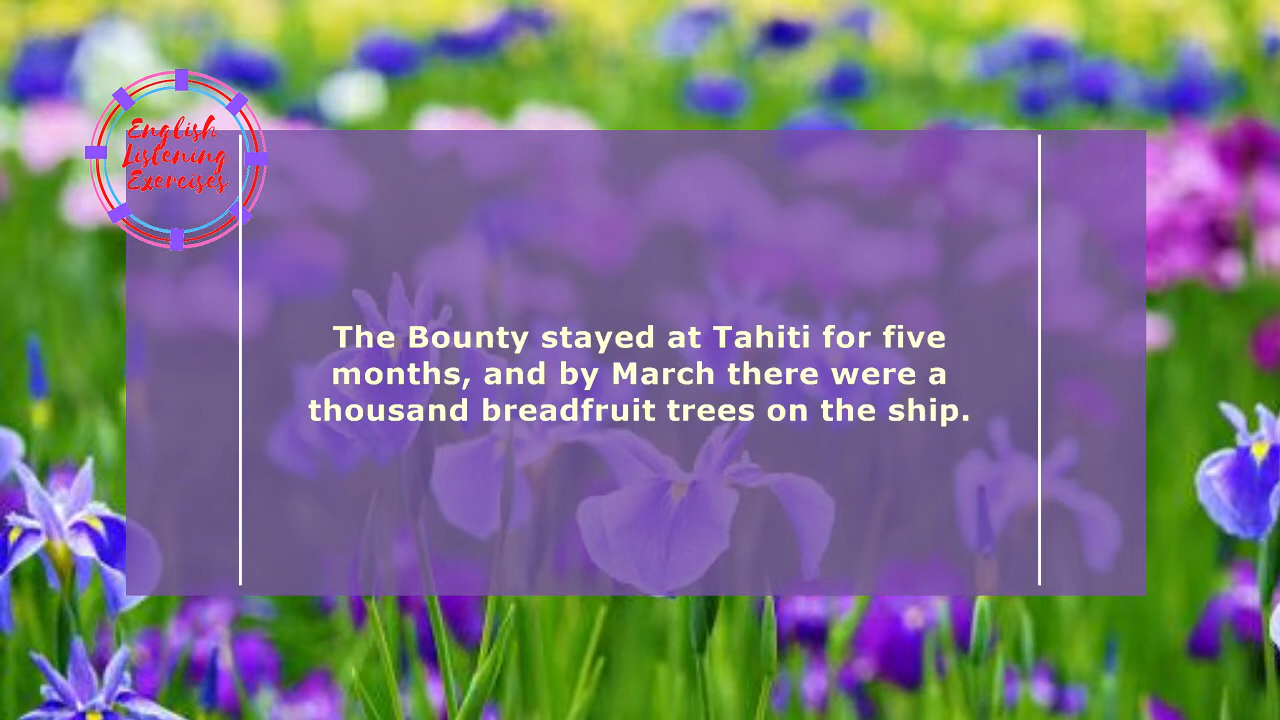 English
Listening
Exercises
The Bounty stayed at Tahiti for five
months, and by March there were a
thousand breadfruit trees on the ship.